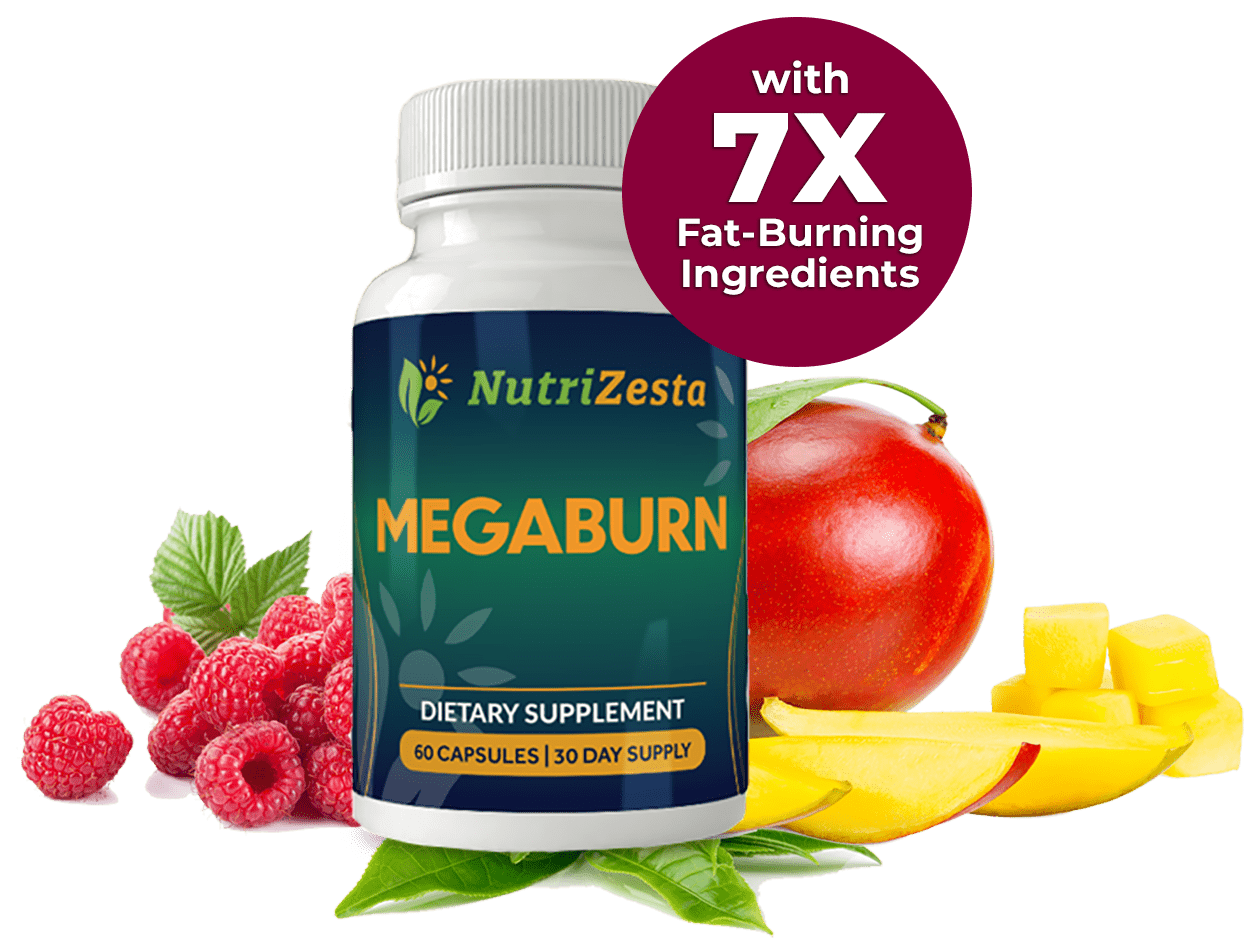 with
7X
Fat-Burning
Ingredients
NutriZesta
MEGABURN
DIETARY SUPPLEMENT
60 CAPSULES | 30 DAY SUPPLY